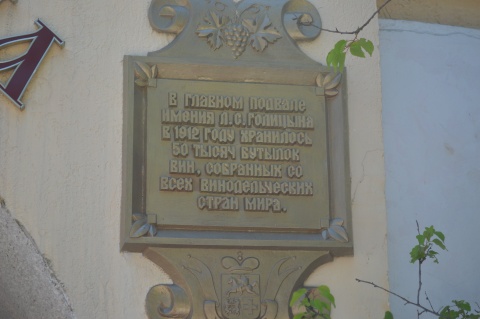 А
В ГЛАВНОМ ПОДВАЛЕ
ИМЕНИЯ Л.С.ГОЛИЦЫНА
В 1912 ГОДУ ХРАНИЛОСЬ
50 ТЫСЯЧ БУТЫЛОК
ВИН, СОБРАННЫХ СО
ВСЕХ ВИНОДЕЛЬЧЕСКИХ
СТРАН МИРА.